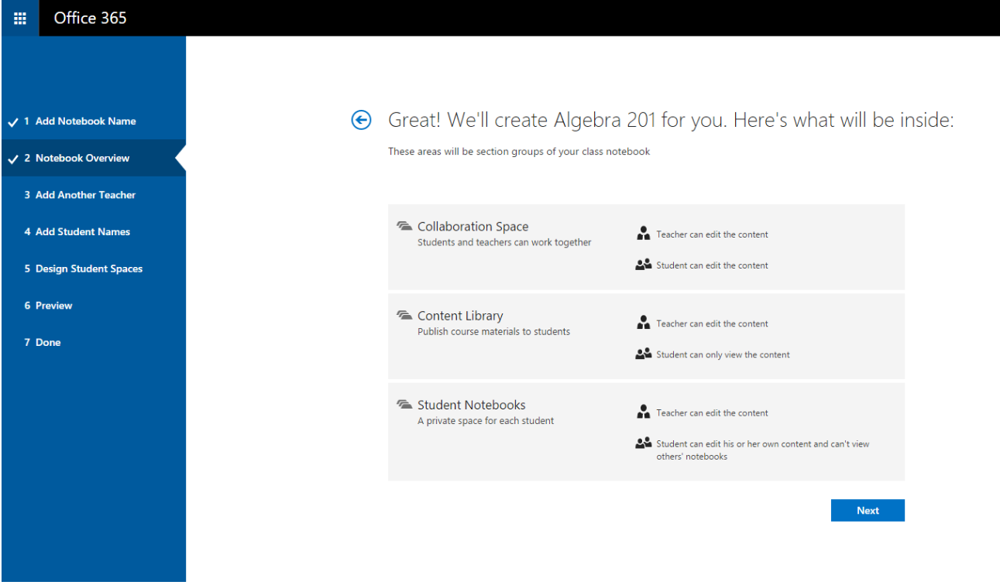 Office 365
1 Add Notebook Name
2 Notebook Overview
3 Add Another Teacher
4 Add Student Names
5 Design Student Spaces
6 Preview
7 Done
Great! We'll create Algebra 201 for you. Here's what will be inside:
These areas will be section groups of your class notebook
Collaboration Space
Students and teachers can work together
Teacher can edit the content
Student can edit the content
Content Library
Publish course materials to students
Teacher can edit the content
Student can only view the content
Student Notebooks
A private space for each student
Teacher can edit the content
Student can edit his or her own content and can't view
others' notebooks
Next